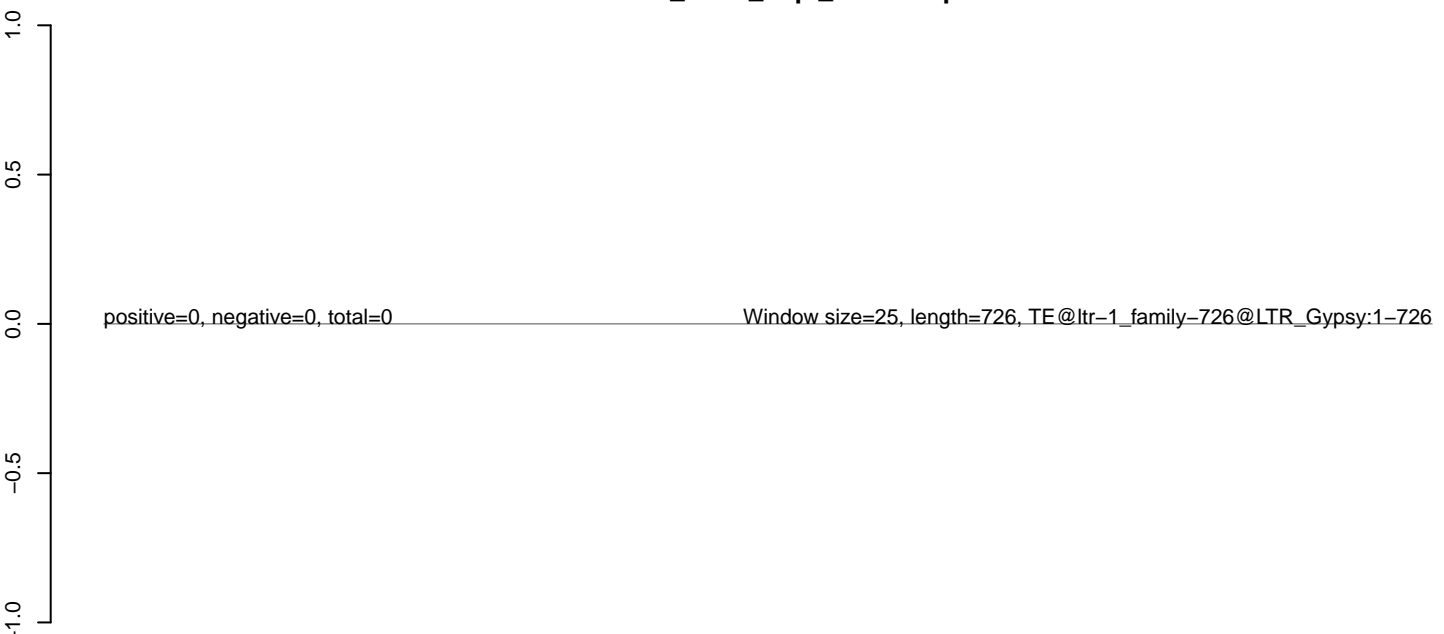 1.0
0.5
positive=0, negative=0, total=0
0.0
Window size=25, length=726, TE@ltr−1_family−726@LTR_Gypsy:1−726
−0.5
−1.0